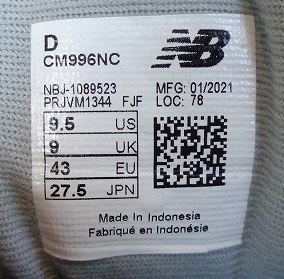 D
CM996NC
NB
NBJ-1089523
PRJVM1344 FJF
MFG: 01/2021
LOC: 78
9.5 US
9 UK
43 EU
27.5 JPN
Made In Indonesia
Fabriqué en Indonésie